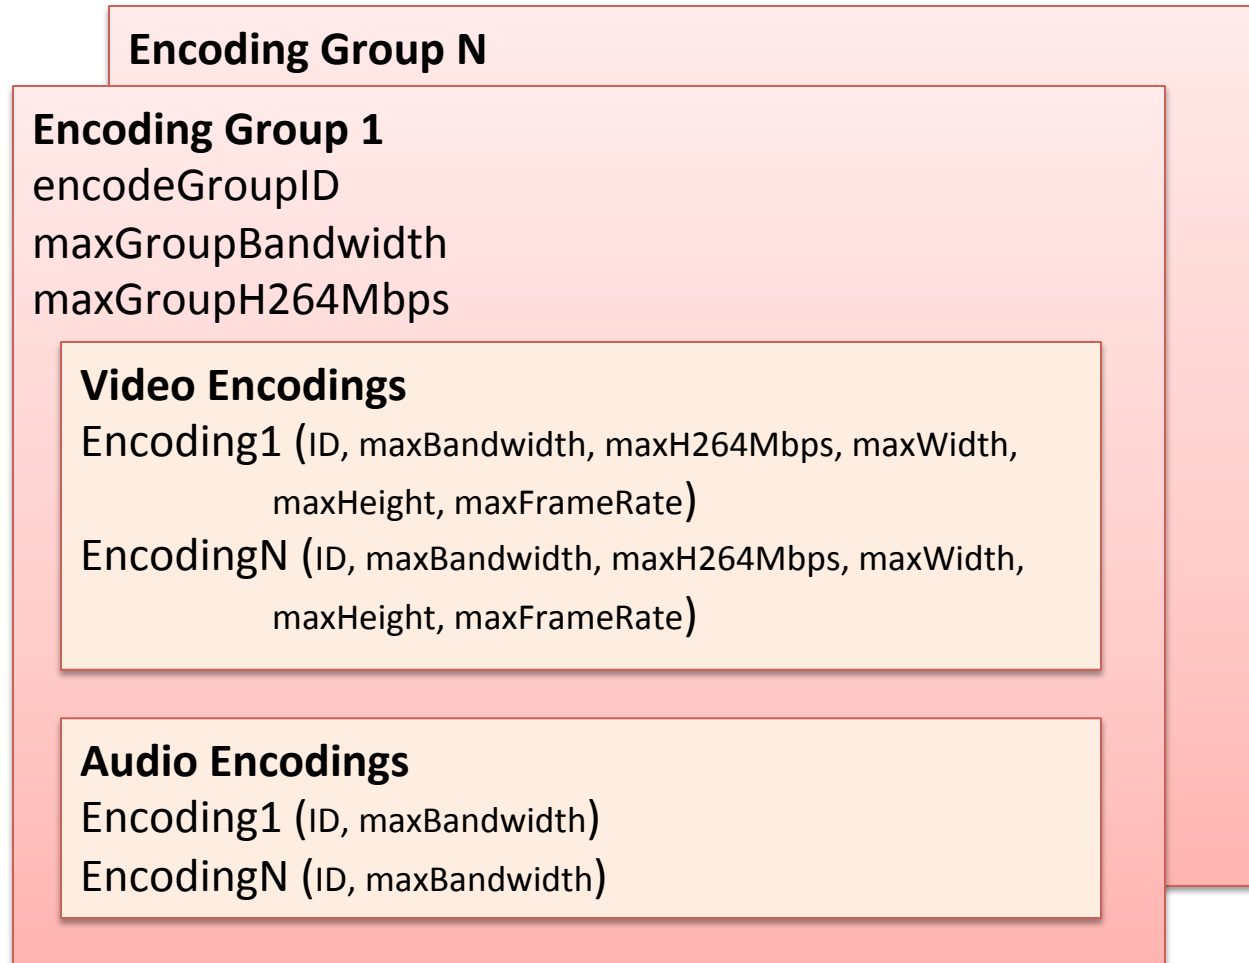 Encoding Group N
Encoding Group 1
encodeGroupID
maxGroupBandwidth
maxGroupH264Mbps
Video Encodings
Encoding1 (ID, maxBandwidth, maxH264Mbps, maxWidth,
maxHeight, maxFrameRate)
EncodingN (ID, maxBandwidth, maxH264Mbps, maxWidth,
maxHeight, maxFrameRate)
Audio Encodings
Encoding1 (ID, maxBandwidth)
EncodingN (ID, maxBandwidth)